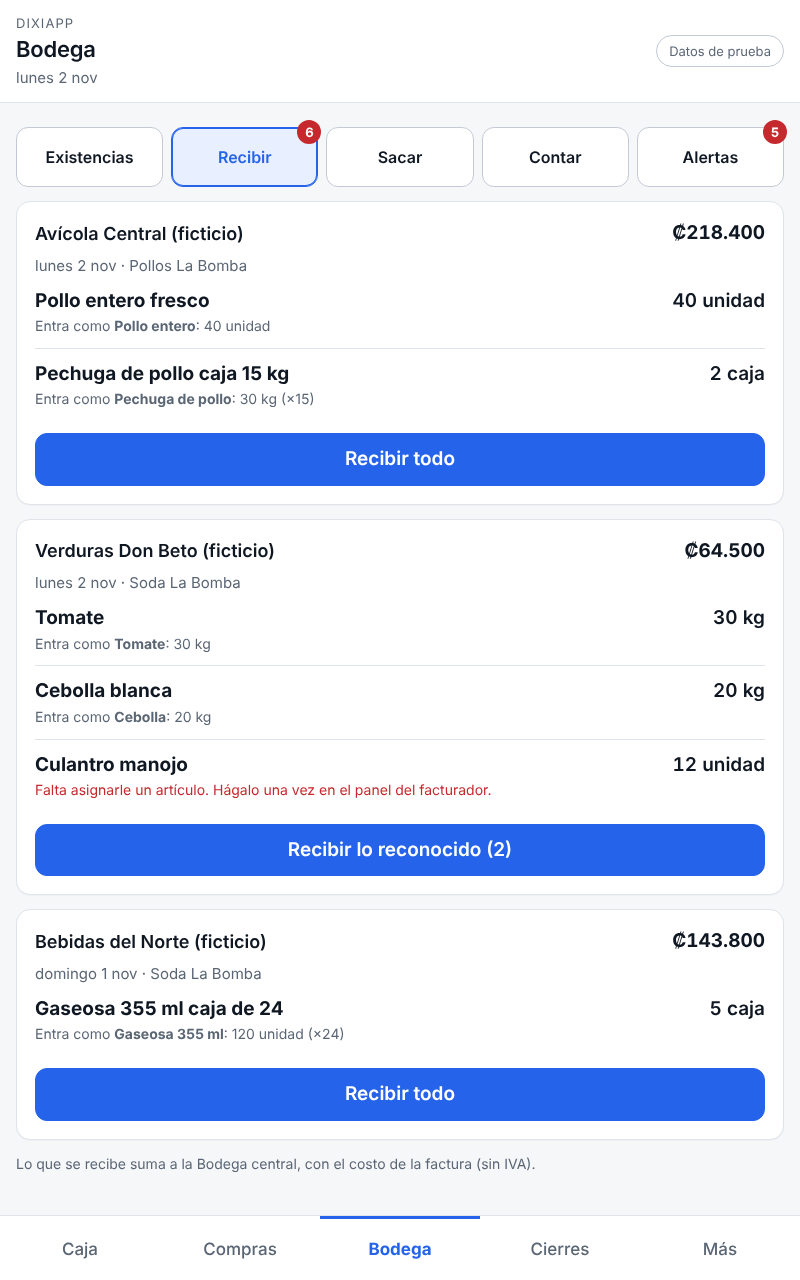 DIXIAPP
Bodega
lunes 2 nov
Datos de prueba
Existencias
Recibir
6
Sacar
Contar
Alertas
5
Avícola Central (ficticio)
₡218.400
lunes 2 nov · Pollos La Bomba
Pollo entero fresco
40 unidad
Entra como Pollo entero: 40 unidad
Pechuga de pollo caja 15 kg
2 caja
Entra como Pechuga de pollo: 30 kg (×15)
Recibir todo
Verduras Don Beto (ficticio)
₡64.500
lunes 2 nov · Soda La Bomba
Tomate
30 kg
Entra como Tomate: 30 kg
Cebolla blanca
20 kg
Entra como Cebolla: 20 kg
Culantro manojo
12 unidad
Falta asignarle un artículo. Hágalo una vez en el panel del facturador.
Recibir lo reconocido (2)
Bebidas del Norte (ficticio)
₡143.800
domingo 1 nov · Soda La Bomba
Gaseosa 355 ml caja de 24
5 caja
Entra como Gaseosa 355 ml: 120 unidad (×24)
Recibir todo
Lo que se recibe suma a la Bodega central, con el costo de la factura (sin IVA).
Caja
Compras
Bodega
Cierres
Más